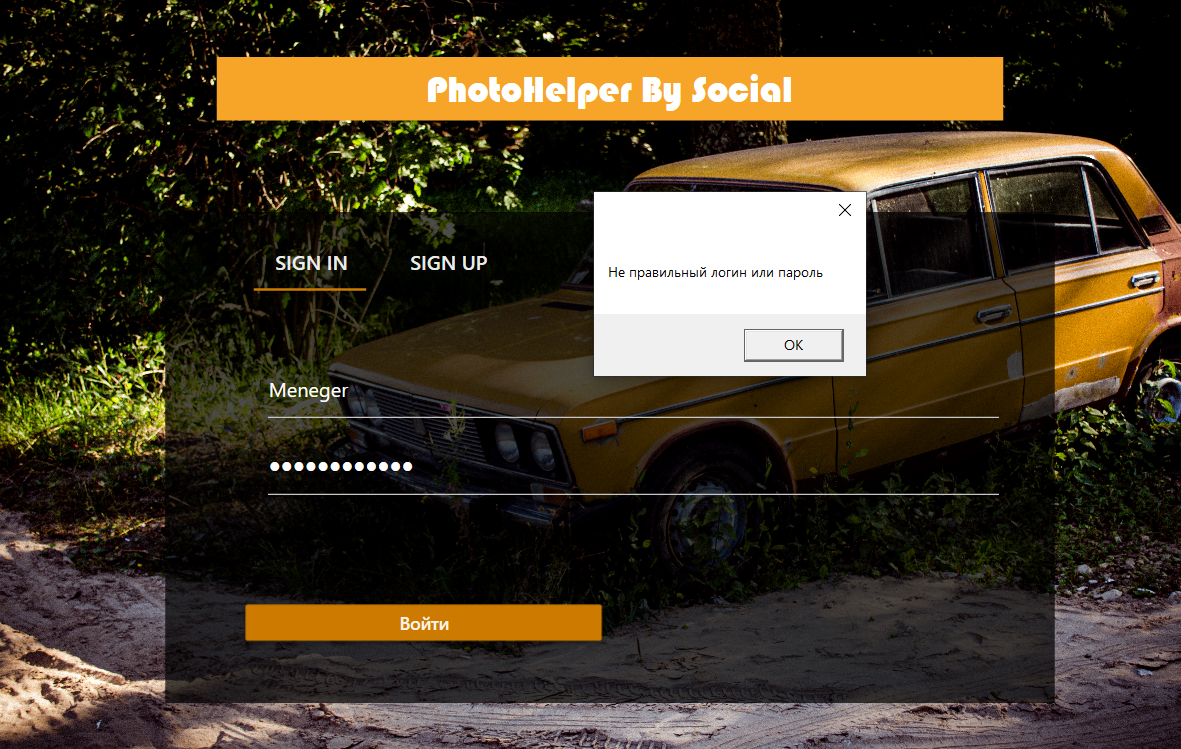 PhotoHelper By Social
SIGN IN
SIGN UP
Не правильный логин или пароль
OK
Meneger
●●●●●●●●●●●●
Войти